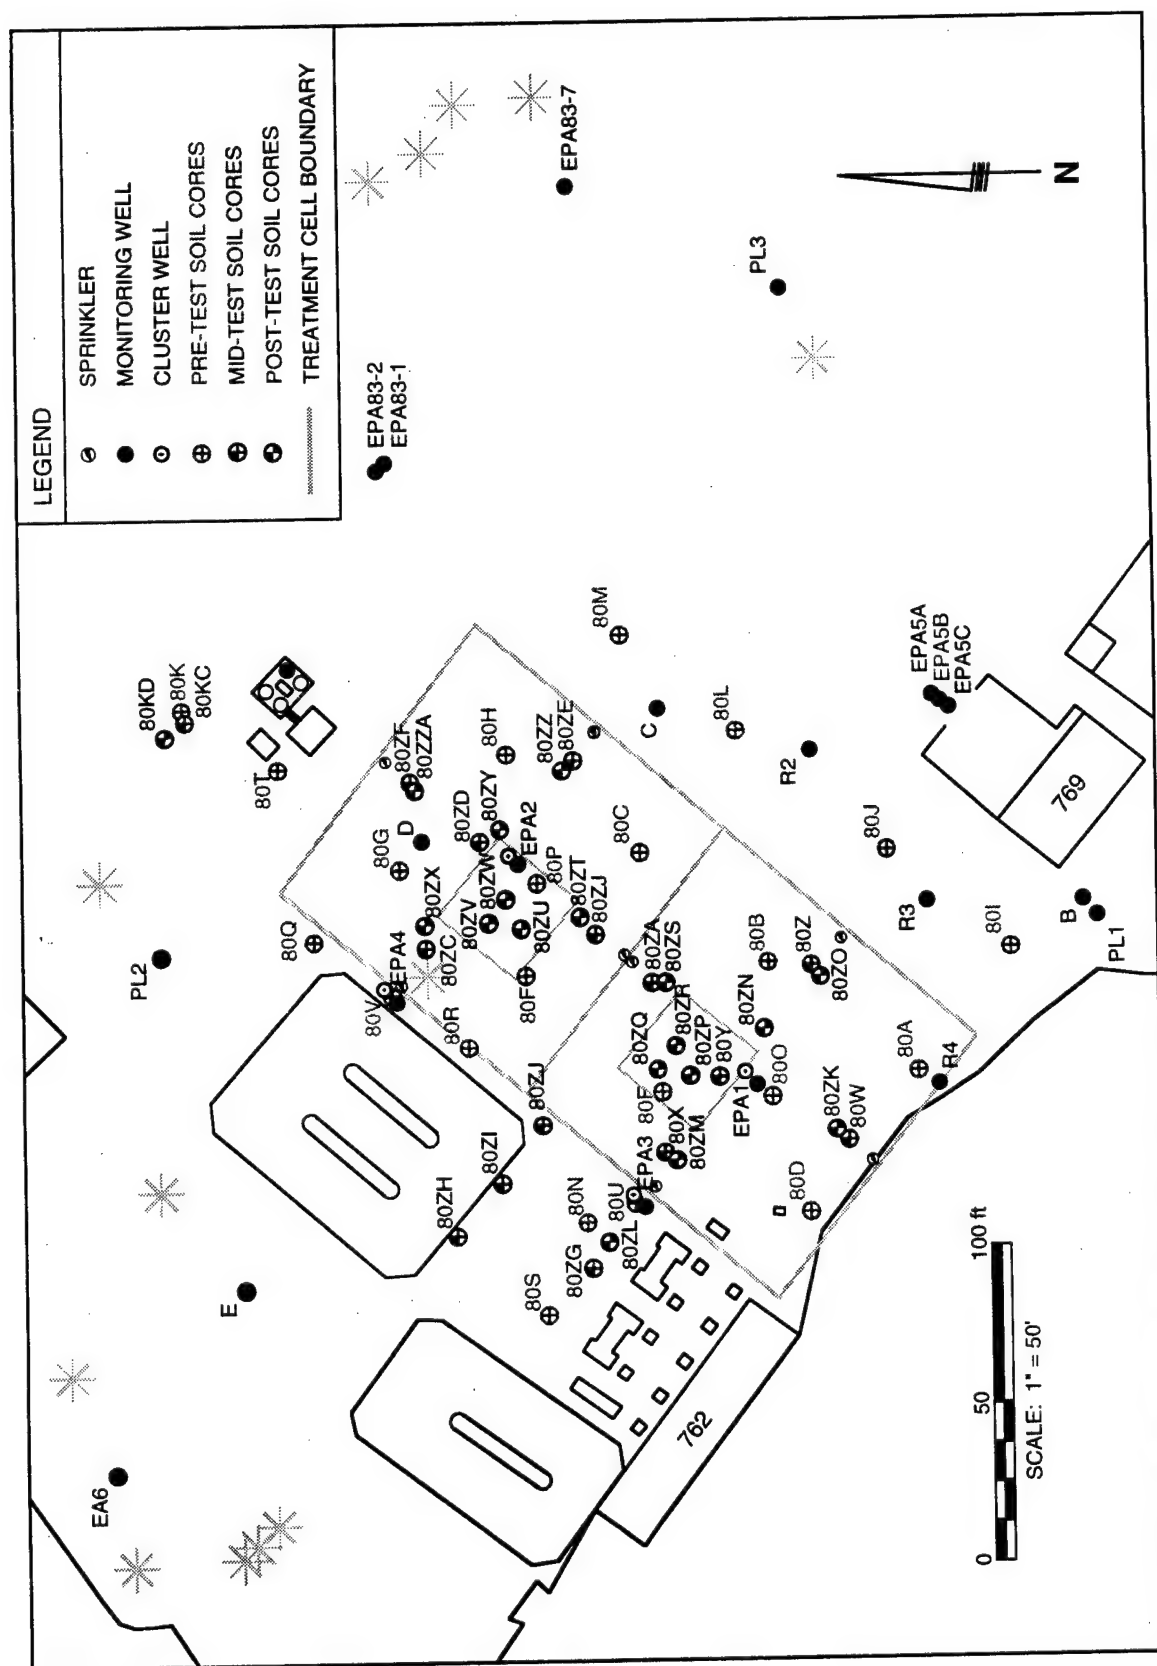 LEGEND
SPRINKLER
MONITORING WELL
CLUSTER WELL
PRE-TEST SOIL CORES
MID-TEST SOIL CORES
POST-TEST SOIL CORES
TREATMENT CELL BOUNDARY
EA6
E
PL2
80Q
80KD
80K
80KC
80T
EPA83-2
EPA83-1
EPA83-7
PL3
N
80M
C
80L
R2
80J
R3
80I
B
PL1
EPA5A
EPA5B
EPA5C
769
80ZF
80ZZA
80H
80ZZ
80ZE
80G
D
80ZD
80ZY
EPA2
80P
80C
80ZX
80ZV
80ZW
80ZU
80ZT
80ZJ
80ZC
EPA4
80V
80R
80F
80ZJ
80ZI
80ZH
80ZA
80ZS
80B
80Z
80ZO
80ZN
80ZR
80ZQ
80ZP
80Y
80E
EPA1
80O
80A
R4
80ZK
80W
80X
80ZM
EPA3
80U
80N
80ZL
80ZG
80S
80D
762
0
50
100 ft
SCALE: 1" = 50'